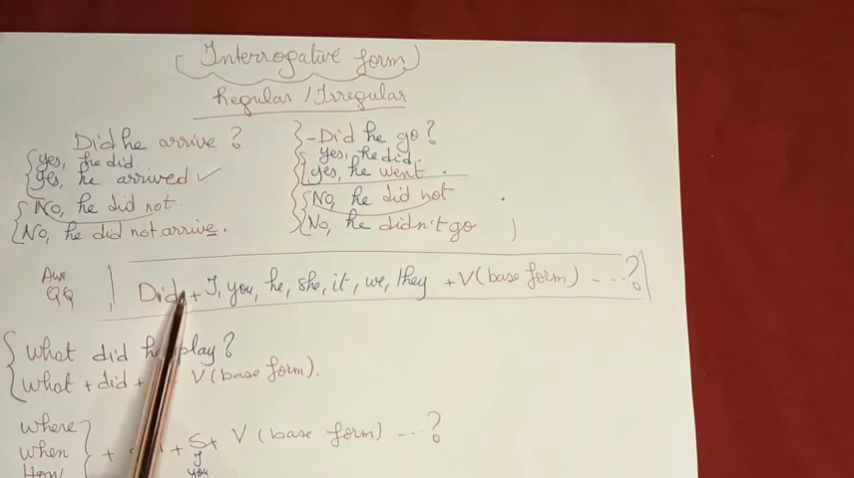 (Interrogative form)
Regular / Irregular
Did he arrive?
yes, he did.
yes, he arrived ✓
No, he did not.
No, he did not arrive.
- Did he go?
yes, he did.
yes, he went.
No, he did not
No, he didn't go
Aux
Did + I, you, he, she, it, we, they + V (base form) ....?
what did he play?
what + did + V (base form).
where
when
How
+ + S + V (base form) ...?
I
you